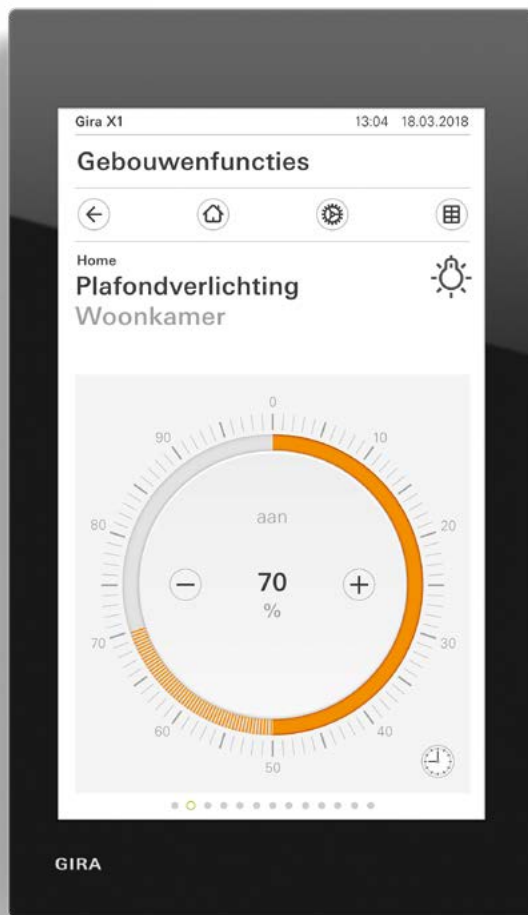 Gira X1 13:04 18.03.2018
Gebouwenfuncties
Home
Plafondverlichting
Woonkamer
0
90 10
aan
80 20
70
%
70 30
60 40
50
GIRA